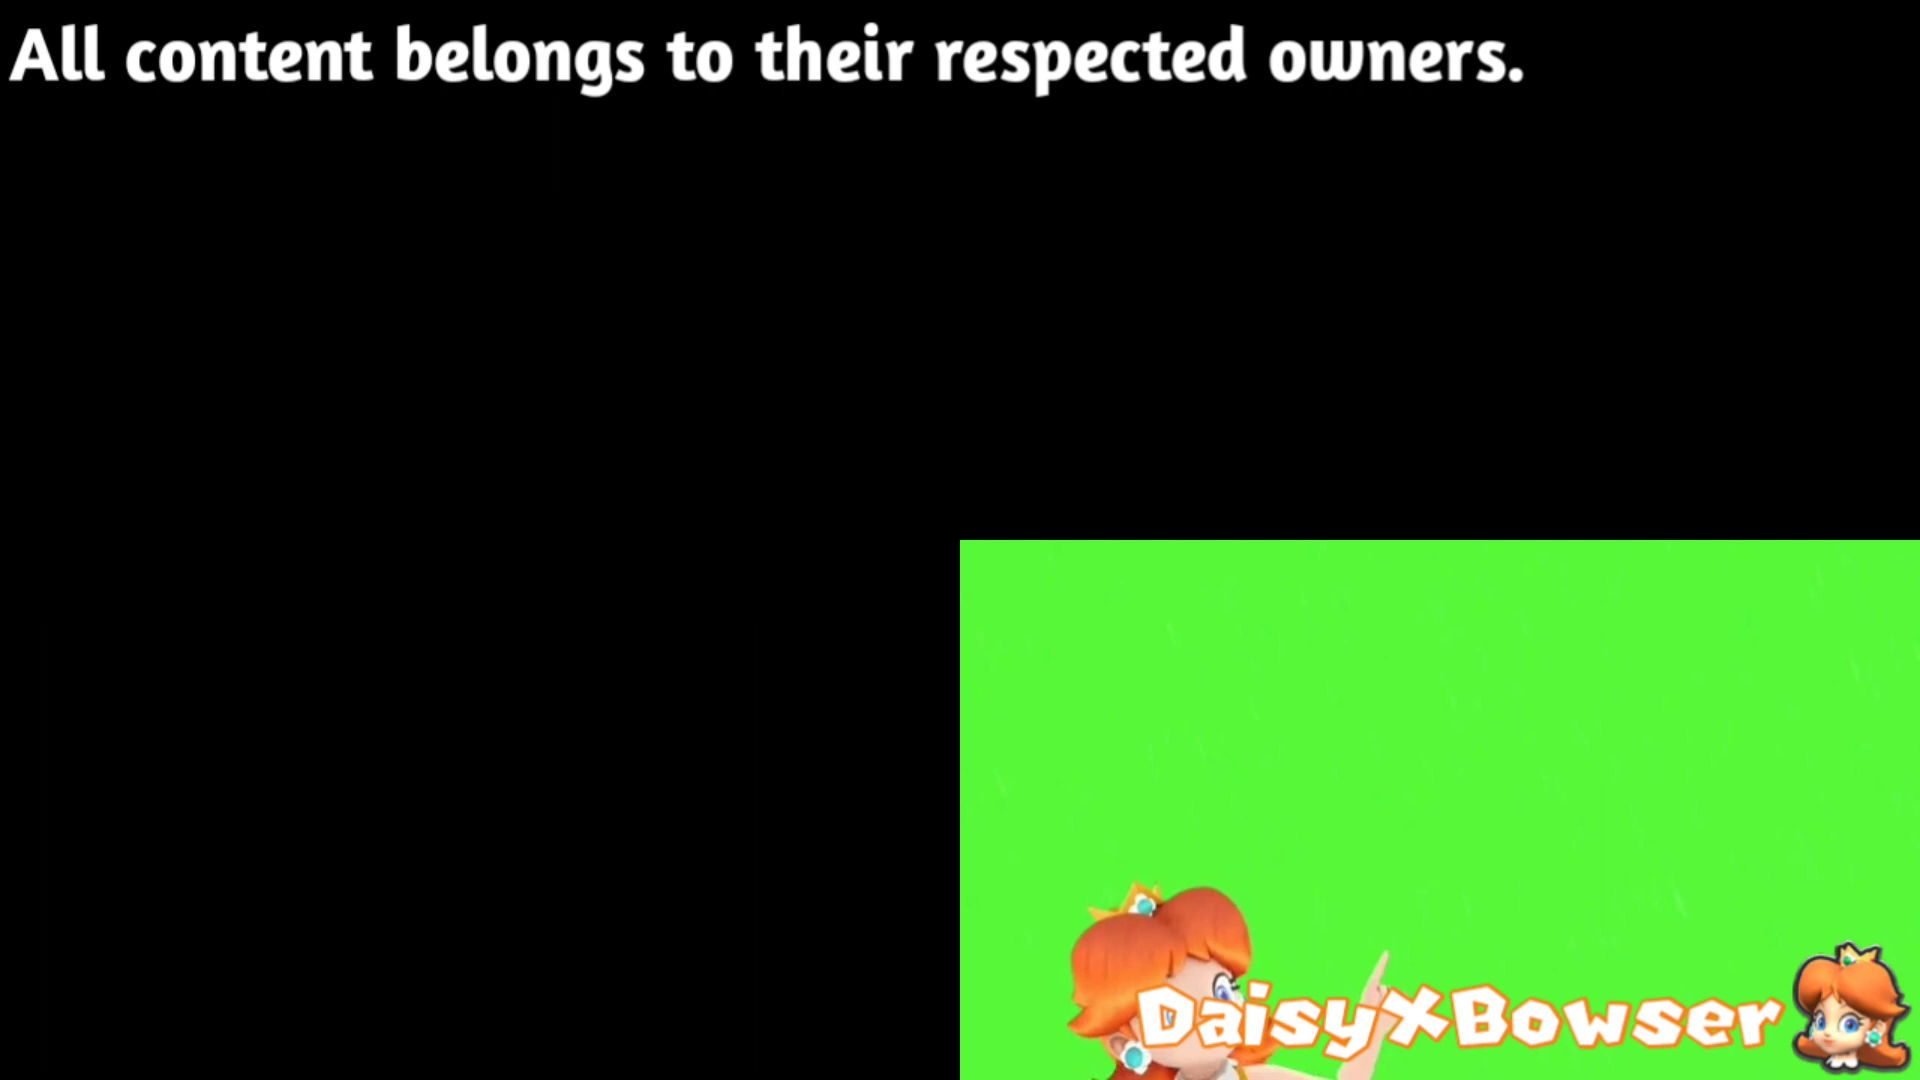 All content belongs to their respected owners.
DaisyXBowser